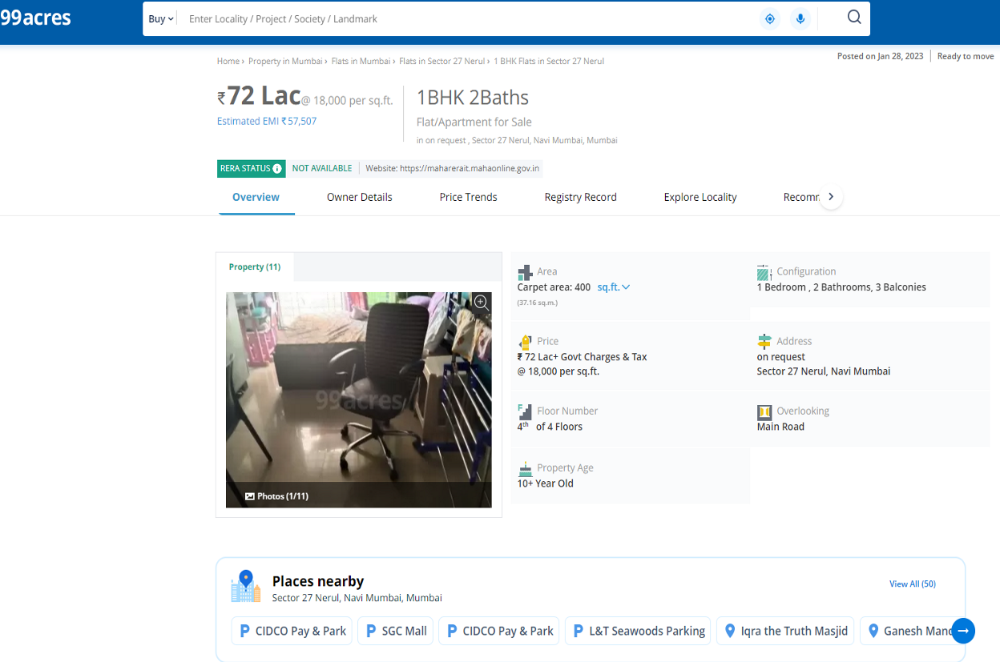 99acres
Buy
Enter Locality / Project / Society / Landmark
Home › Property in Mumbai › Flats in Mumbai › Flats in Sector 27 Nerul › 1 BHK Flats in Sector 27 Nerul
Posted on Jan 28, 2023 | Ready to move
₹72 Lac @ 18,000 per sq.ft.
Estimated EMI ₹57,507
1BHK 2Baths
Flat/Apartment for Sale
in on request , Sector 27 Nerul, Navi Mumbai, Mumbai
RERA STATUS NOT AVAILABLE Website: https://maharerait.mahaonline.gov.in
Overview Owner Details Price Trends Registry Record Explore Locality Recomr
Property (11)
99acres
Photos (1/11)
Area
Carpet area: 400 sq.ft.
(37.16 sq.m.)
Configuration
1 Bedroom , 2 Bathrooms, 3 Balconies
Price
₹ 72 Lac+ Govt Charges & Tax
@ 18,000 per sq.ft.
Address
on request
Sector 27 Nerul, Navi Mumbai
Floor Number
4th of 4 Floors
Overlooking
Main Road
Property Age
10+ Year Old
Places nearby
Sector 27 Nerul, Navi Mumbai, Mumbai
View All (50)
P CIDCO Pay & Park P SGC Mall P CIDCO Pay & Park P L&T Seawoods Parking Iqra the Truth Masjid Ganesh Mand